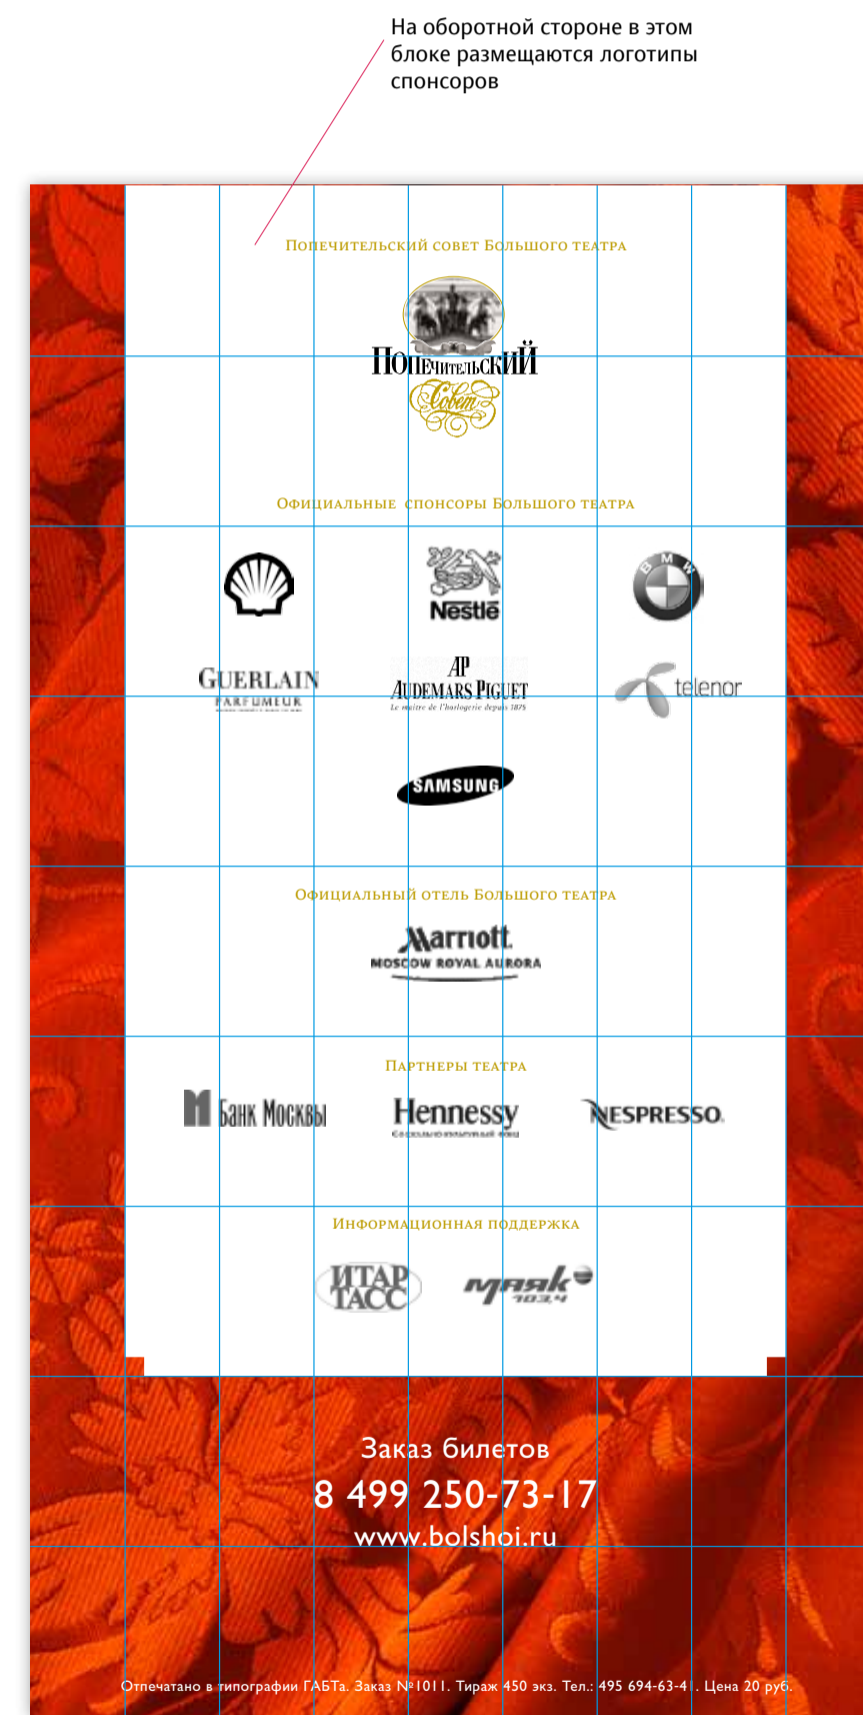 На оборотной стороне в этом
блоке размещаются логотипы
спонсоров
Попечительский совет Большого театра
Попечительский
Совет
Официальные спонсоры Большого театра
Nestlé
BMW
GUERLAIN
PARFUMEUR
AP
AUDEMARS PIGUET
Le maître de l'horlogerie depuis 1875
telenor
SAMSUNG
Официальный отель Большого театра
Marriott.
MOSCOW ROYAL AURORA
Партнеры театра
Банк Москвы
Hennessy
NESPRESSO.
Информационная поддержка
ИТАР
ТАСС
маяк
103,4
Заказ билетов
8 499 250-73-17
www.bolshoi.ru
Отпечатано в типографии ГАБТа. Заказ №1011. Тираж 450 экз. Тел.: 495 694-63-41. Цена 20 руб.